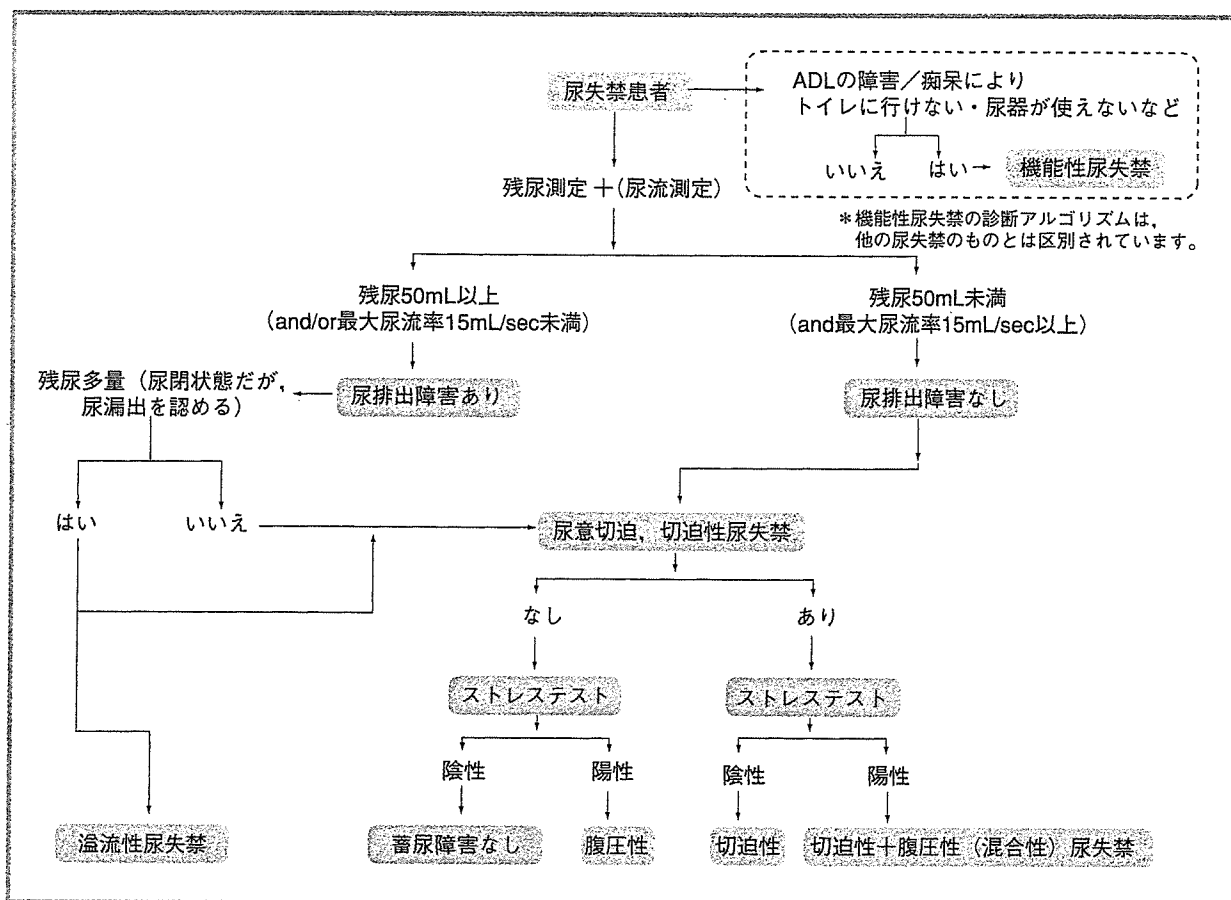 尿失禁患者
ADLの障害／痴呆により
トイレに行けない・尿器が使えないなど
いいえ
はい
機能性尿失禁
残尿測定＋(尿流測定)
＊機能性尿失禁の診断アルゴリズムは，
他の尿失禁のものとは区別されています。
残尿50mL以上
（and/or最大尿流率15mL/sec未満）
残尿50mL未満
（and最大尿流率15mL/sec以上）
残尿多量（尿閉状態だが，
尿漏出を認める）
尿排出障害あり
尿排出障害なし
はい
いいえ
尿意切迫，切迫性尿失禁
なし
あり
ストレステスト
ストレステスト
陰性
陽性
陰性
陽性
溢流性尿失禁
蓄尿障害なし
腹圧性
切迫性
切迫性＋腹圧性（混合性）尿失禁